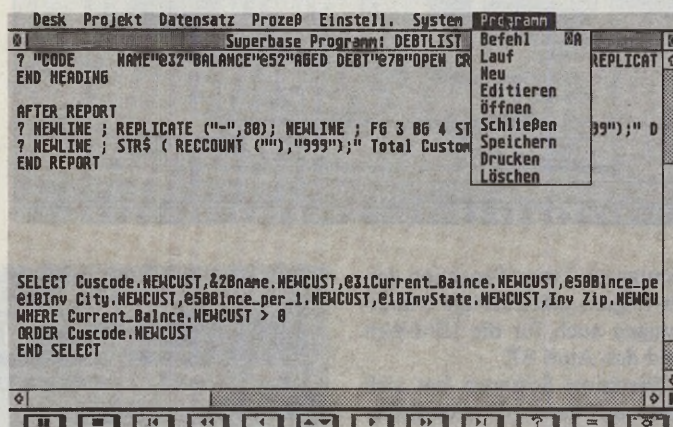 Desk Projekt Datensatz Prozeß Einstell. System Programm
Superbase Programm: DEBTLIST
? "CODE NAME"@32"BALANCE"@52"AGED DEBT"@70"OPEN CR REPLICAT
END HEADING
AFTER REPORT
? NEWLINE ; REPLICATE ("-",80); NEWLINE ; FG 3 BG 4 ST 99");" D
? NEWLINE ; STR$ ( RECCOUNT (""),"999");" Total Custom
END REPORT
Befehl ⊠A
Lauf
Neu
Editieren
Öffnen
Schließen
Speichern
Drucken
Löschen
SELECT Cuscode.NEWCUST,&28name.NEWCUST,@31Current_Balnce.NEWCUST,@50Blnce_pe
@10Inv City.NEWCUST,@50Blnce_per_1.NEWCUST,@10InvState.NEWCUST,Inv Zip.NEWCU
WHERE Current_Balnce.NEWCUST > 0
ORDER Cuscode.NEWCUST
END SELECT